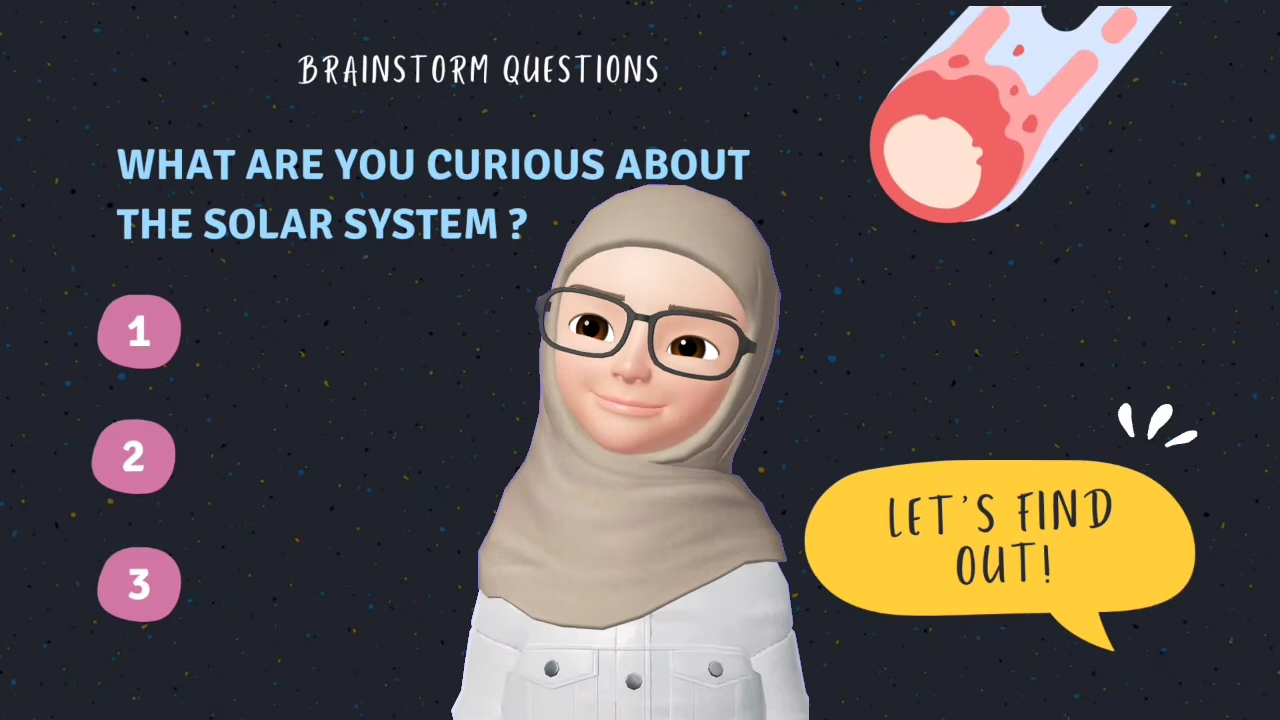 BRAINSTORM QUESTIONS
WHAT ARE YOU CURIOUS ABOUT
THE SOLAR SYSTEM ?
1
2
3
LET'S FIND
OUT!